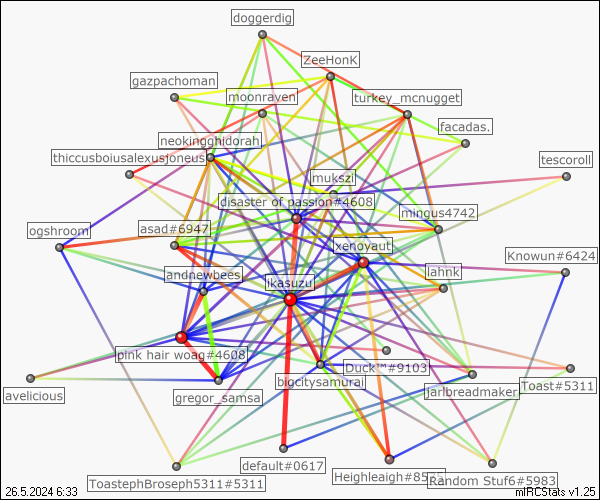 doggerdig
ZeeHonK
gazpachoman
moonraven
turkey_mcnugget
facadas.
neokingghidorah
thiccusboiusalexusjoneus
tescoroll
mukszi
disaster of passion#4608
mingus4742
ogshroom
asad#6947
xenoyaut
Knowun#6424
andnewbees
ikasuzu
lahnk
pink hair woag#4608
Duck™#9103
bigcitysamurai
Toast#5311
avelicious
gregor_samsa
jarlbreadmaker
default#0617
Heighleaigh#85
ToastephBroseph5311#5311
Random Stuf6#5983
26.5.2024 6:33
mIRCStats v1.25